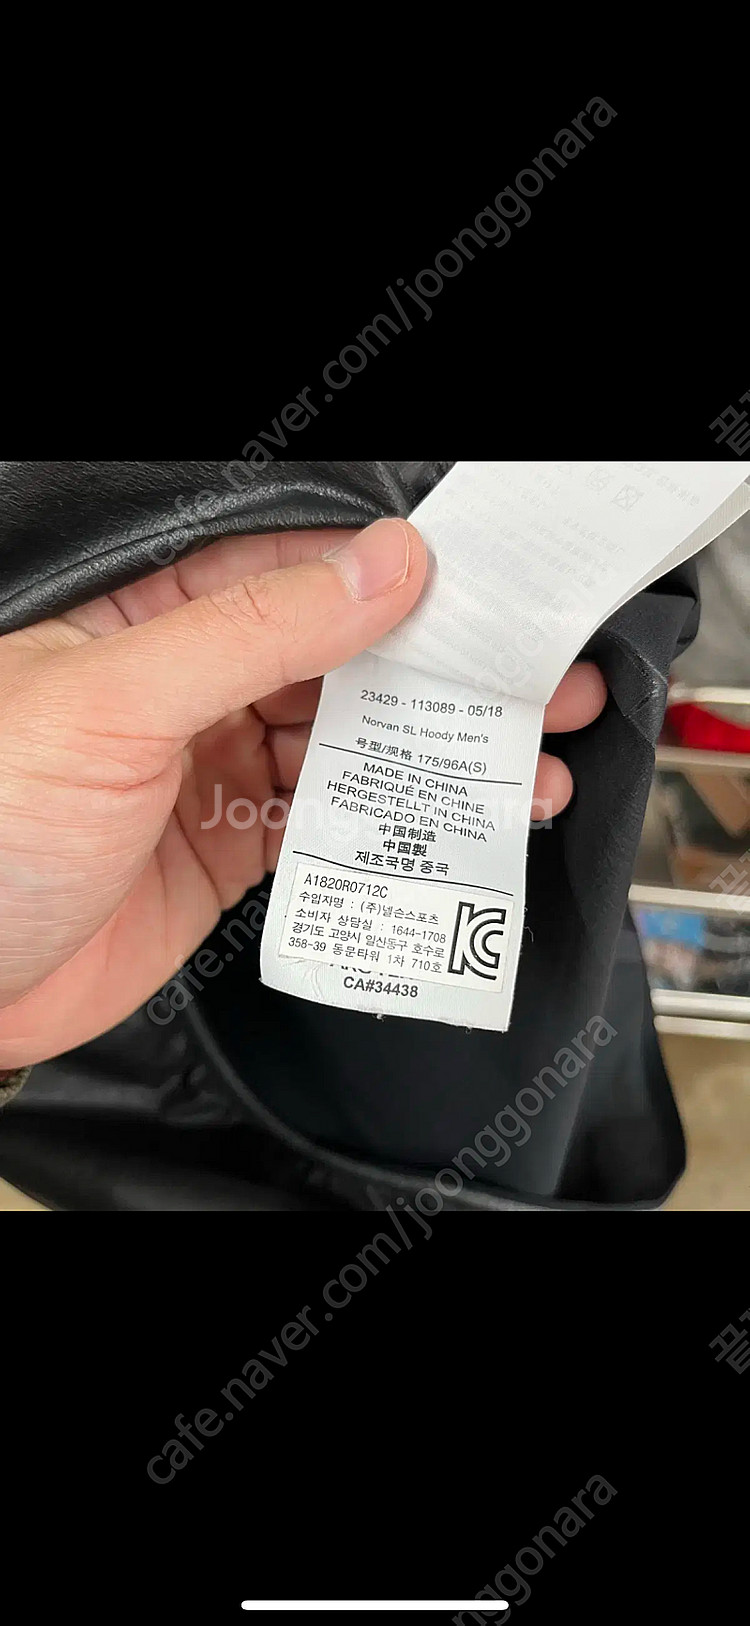 23429 - 113089 - 05/18
Norvan SL Hoody Men's
号型/规格 175/96A(S)
MADE IN CHINA
FABRIQUÉ EN CHINE
HERGESTELLT IN CHINA
FABRICADO EN CHINA
中国制造
中國製
제조국명 중국
A1820R0712C
수입자명 : (주)넬슨스포츠
소비자 상담실 : 1644-1708
경기도 고양시 일산동구 호수로
358-39 동문타워 1차 710호
CA#34438
Joonggonara
cafe.naver.com/joonggonara
cafe.naver.com/joonggonara
cafe.naver.com/joonggonara